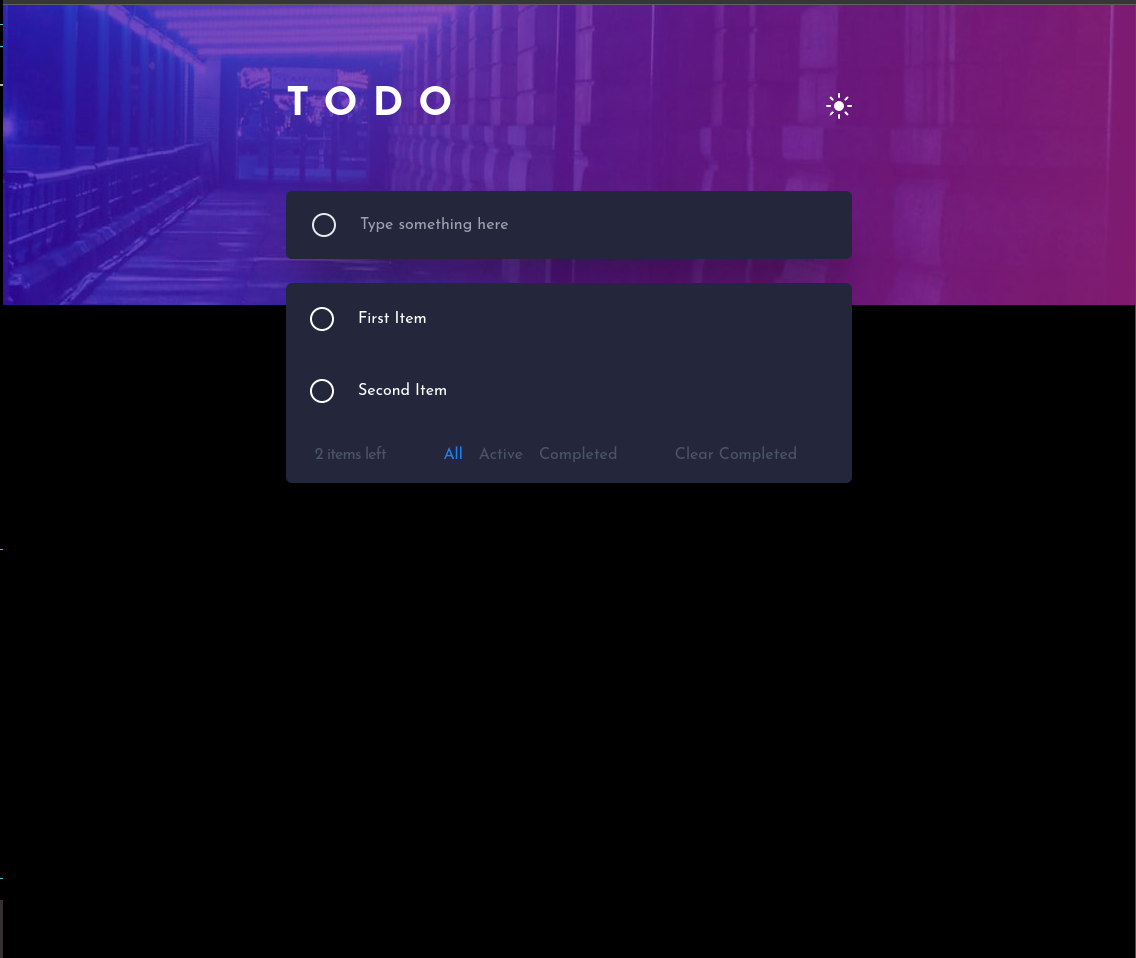 TODO
Type something here
First Item
Second Item
2 items left All Active Completed Clear Completed